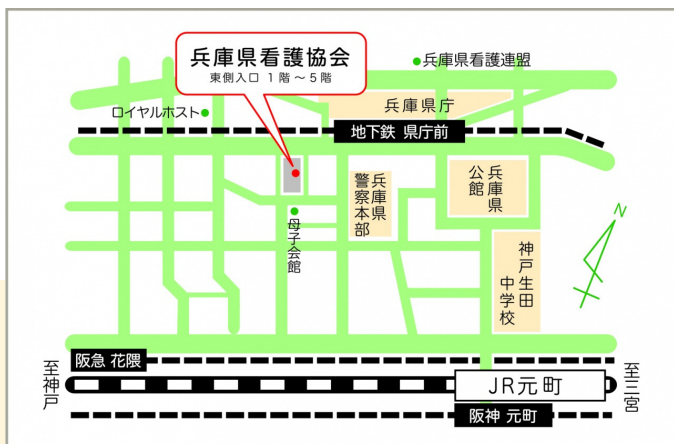 兵庫県看護協会
東側入口 1階～5階
兵庫県看護連盟
兵庫県庁
ロイヤルホスト
地下鉄 県庁前
兵庫県
警察本部
兵庫県
公館
母子会館
神戸生田
中学校
N
阪急 花隈
至神戸
JR元町
至三宮
阪神 元町